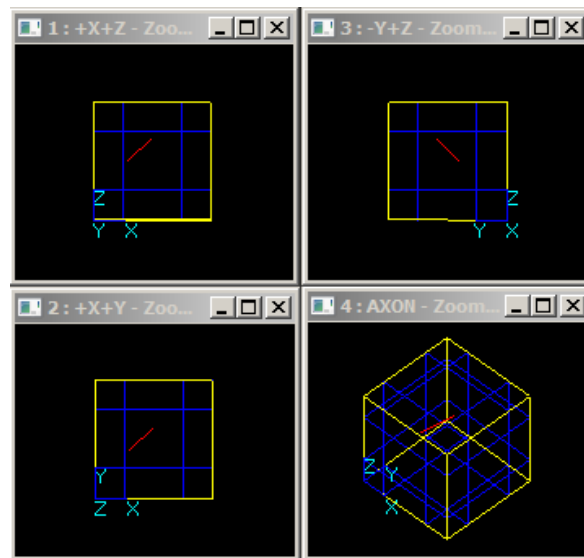 1 : +X+Z - Zoo...
Z
Y X
3 : -Y+Z - Zoom...
Z
Y X
2 : +X+Y - Zoo...
Y
Z X
4 : AXON - Zoom...
Z Y
X